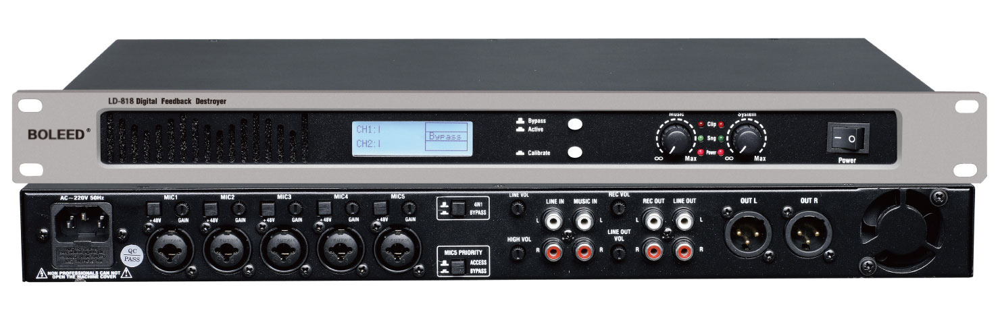 LD-818 Digital Feedback Destroyer
BOLEED®
CH1:
CH2:
Bypass
Bypass
Active
Calibrate
Music
System
Clip
Sng
Power
∞ Max
∞ Max
Power
AC~220V 50Hz
MIC1
MIC2
MIC3
MIC4
MIC5
+48V GAIN
+48V GAIN
+48V GAIN
+48V GAIN
+48V GAIN
QC
PASS
NON PROFESSIONALS CAN NOT
OPEN THE MACHINE COVER
4IN1
BYPASS
MIC5 PRIORITY
ACCESS
BYPASS
LINE VOL
HIGH VOL
LINE IN
MUSIC IN
L
R
REC VOL
LINE OUT
VOL
REC OUT
LINE OUT
L L
R R
OUT L
OUT R